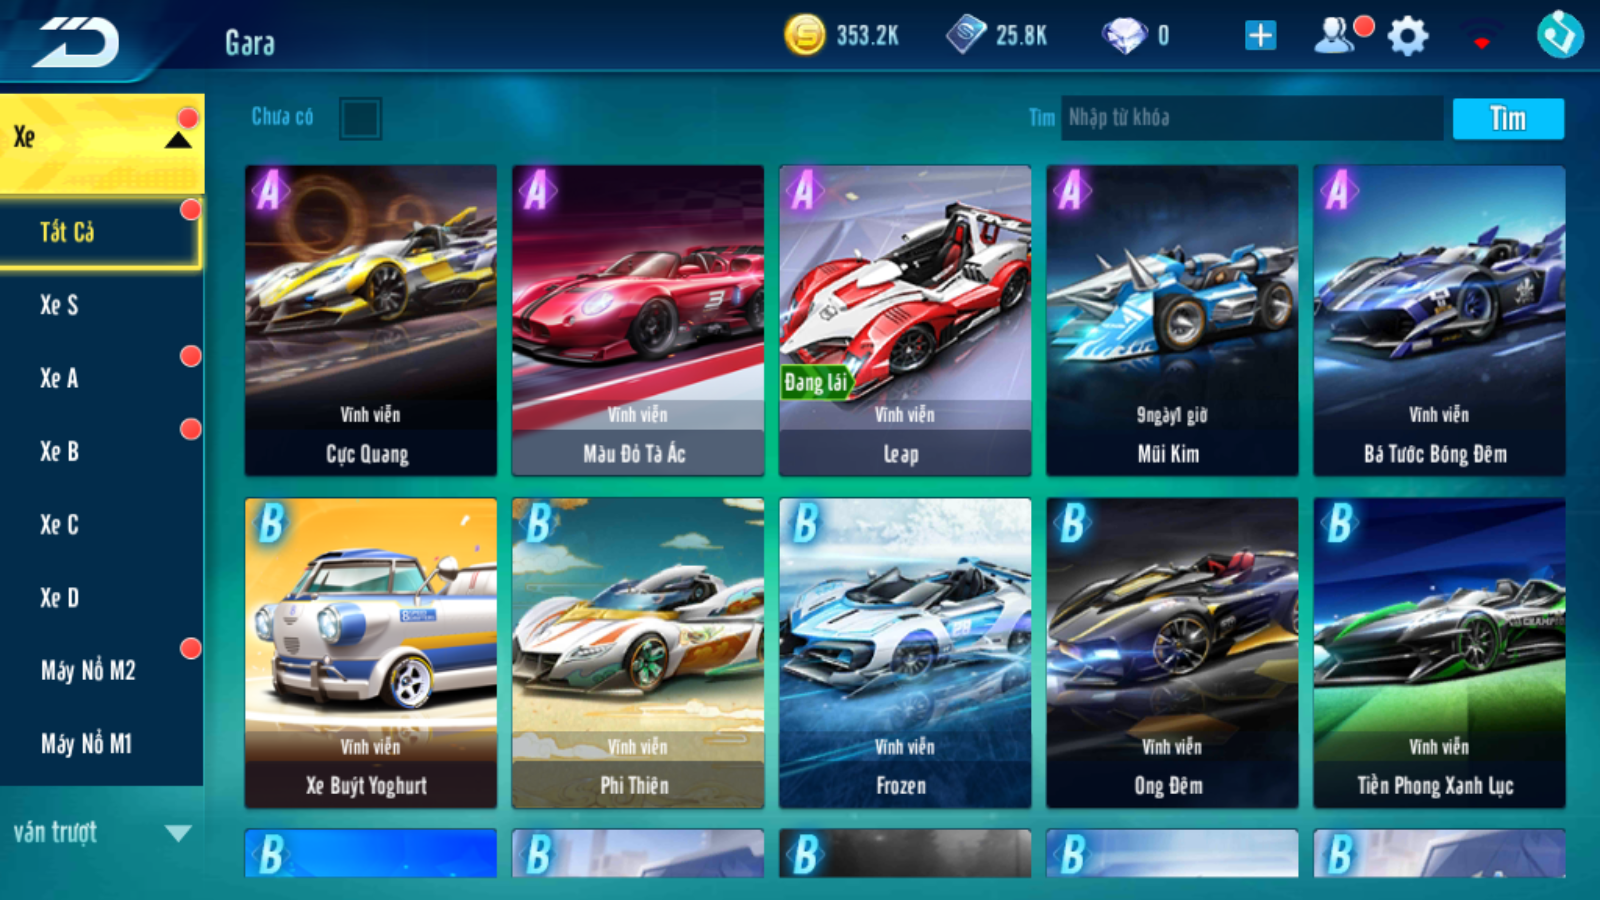 Gara
353.2K
25.8K
0
Xe
Tất Cả
Xe S
Xe A
Xe B
Xe C
Xe D
Máy Nổ M2
Máy Nổ M1
ván trượt
Chưa có
Tìm
Nhập từ khóa
Tìm
A
Vĩnh viễn
Cực Quang
A
3
Vĩnh viễn
Màu Đỏ Tà Ác
A
Đang lái
Vĩnh viễn
Leap
A
9ngày1 giờ
Mũi Kim
A
Vĩnh viễn
Bá Tước Bóng Đêm
B
Vĩnh viễn
Xe Buýt Yoghurt
B
Vĩnh viễn
Phi Thiên
B
28
Vĩnh viễn
Frozen
B
Vĩnh viễn
Ong Đêm
B
Vĩnh viễn
Tiền Phong Xanh Lục
B
B
B
B
B